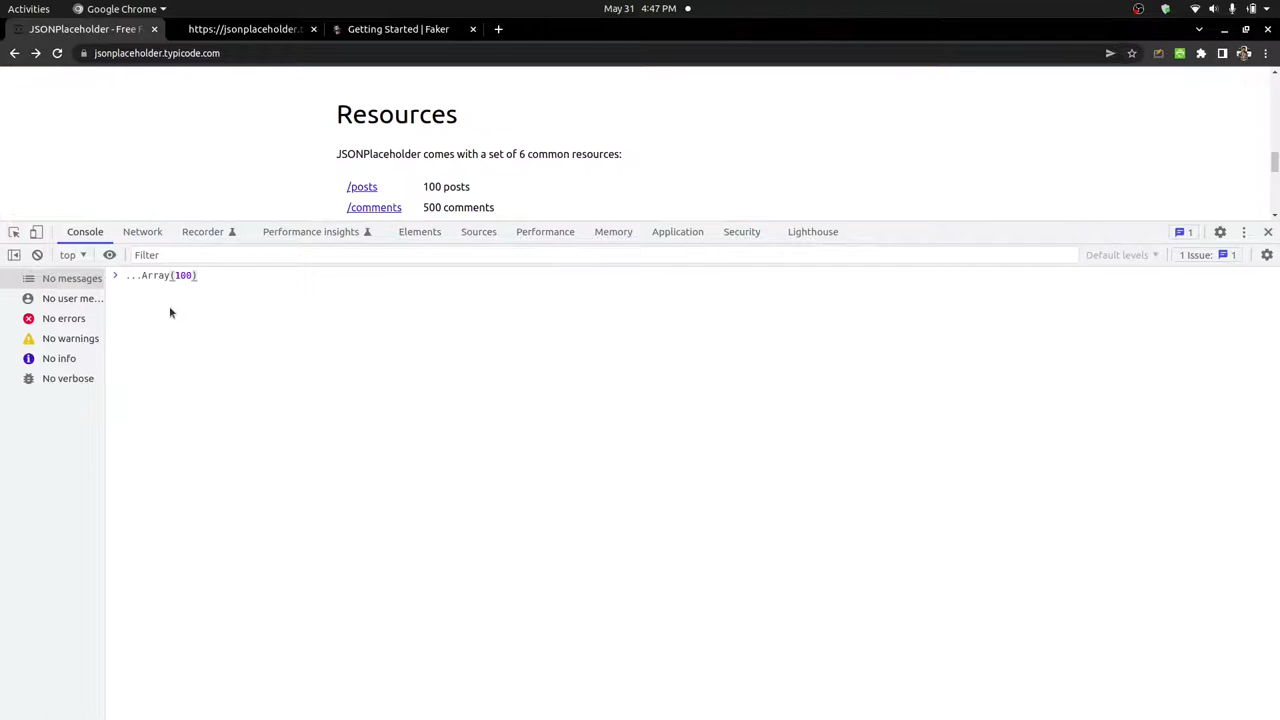 Activities
Google Chrome
May 31 4:47 PM
JSONPlaceholder - Free F
https://jsonplaceholder.t
Getting Started | Faker
jsonplaceholder.typicode.com
Resources
JSONPlaceholder comes with a set of 6 common resources:
/posts 100 posts
/comments 500 comments
Console Network Recorder Performance insights Elements Sources Performance Memory Application Security Lighthouse 1
top Filter Default levels 1 Issue: 1
No messages
...Array(100)
No user me...
No errors
No warnings
No info
No verbose